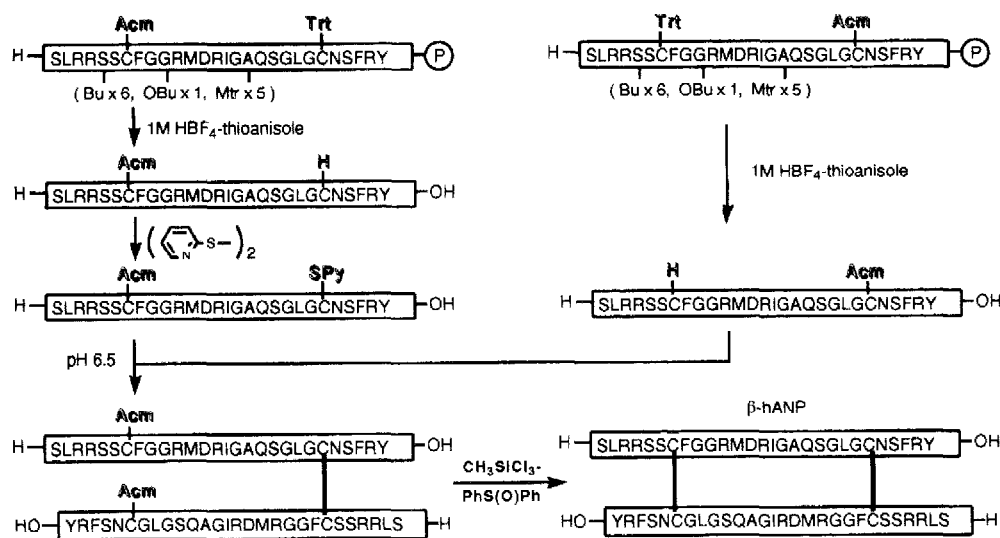 Acm Trt
H SLRRSSCFGGRMDRIGAQSGLGCNSFRY P
(Bu x 6, OBu x 1, Mtr x 5)
1M HBF4-thioanisole
Acm H
H SLRRSSCFGGRMDRIGAQSGLGCNSFRY OH
( N S )2
Acm SPy
H SLRRSSCFGGRMDRIGAQSGLGCNSFRY OH
pH 6.5
Acm
H SLRRSSCFGGRMDRIGAQSGLGCNSFRY OH
Acm
HO YRFSNCGLGSQAGIRDMRGGFCSSRRLS H
Trt Acm
H SLRRSSCFGGRMDRIGAQSGLGCNSFRY P
(Bu x 6, OBu x 1, Mtr x 5)
1M HBF4-thioanisole
H Acm
H SLRRSSCFGGRMDRIGAQSGLGCNSFRY OH
CH3SiCl3-
PhS(O)Ph
β-hANP
H SLRRSSCFGGRMDRIGAQSGLGCNSFRY OH
HO YRFSNCGLGSQAGIRDMRGGFCSSRRLS H